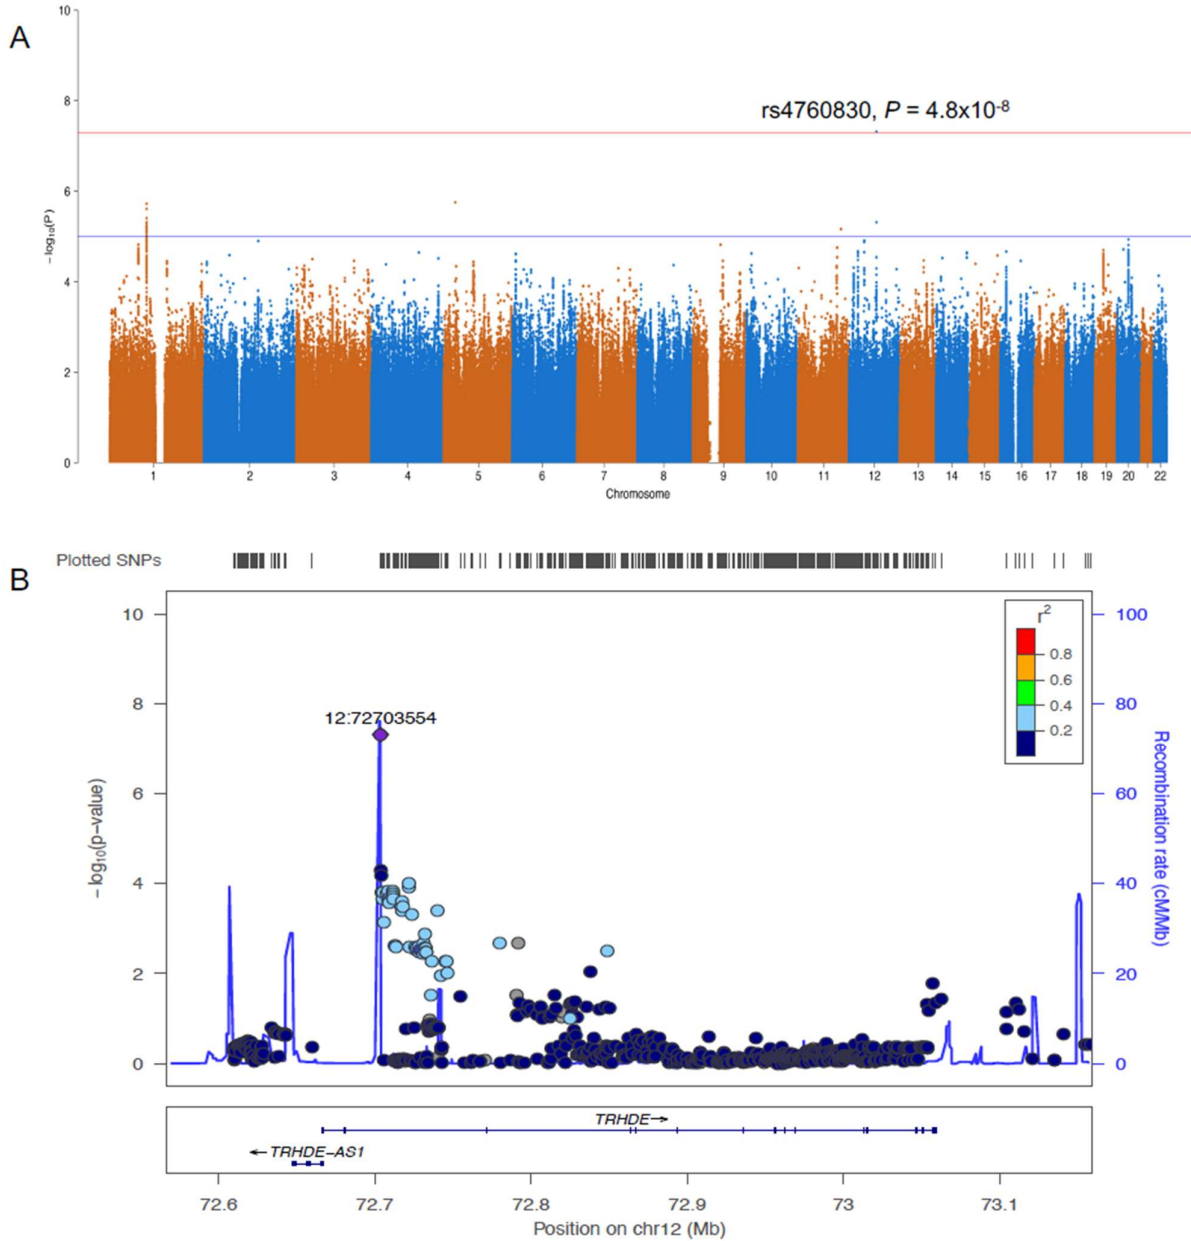 A
10
8
6
4
2
0
-log10(P)
rs4760830, P = 4.8x10-8
1 2 3 4 5 6 7 8 9 10 11 12 13 14 15 16 17 18 19 20 22
Chromosome
Plotted SNPs
B
10
8
6
4
2
0
-log10(p-value)
12:72703554
r2
0.8
0.6
0.4
0.2
100
80
60
40
20
0
Recombination rate (cM/Mb)
TRHDE→
←TRHDE-AS1
72.6 72.7 72.8 72.9 73 73.1
Position on chr12 (Mb)